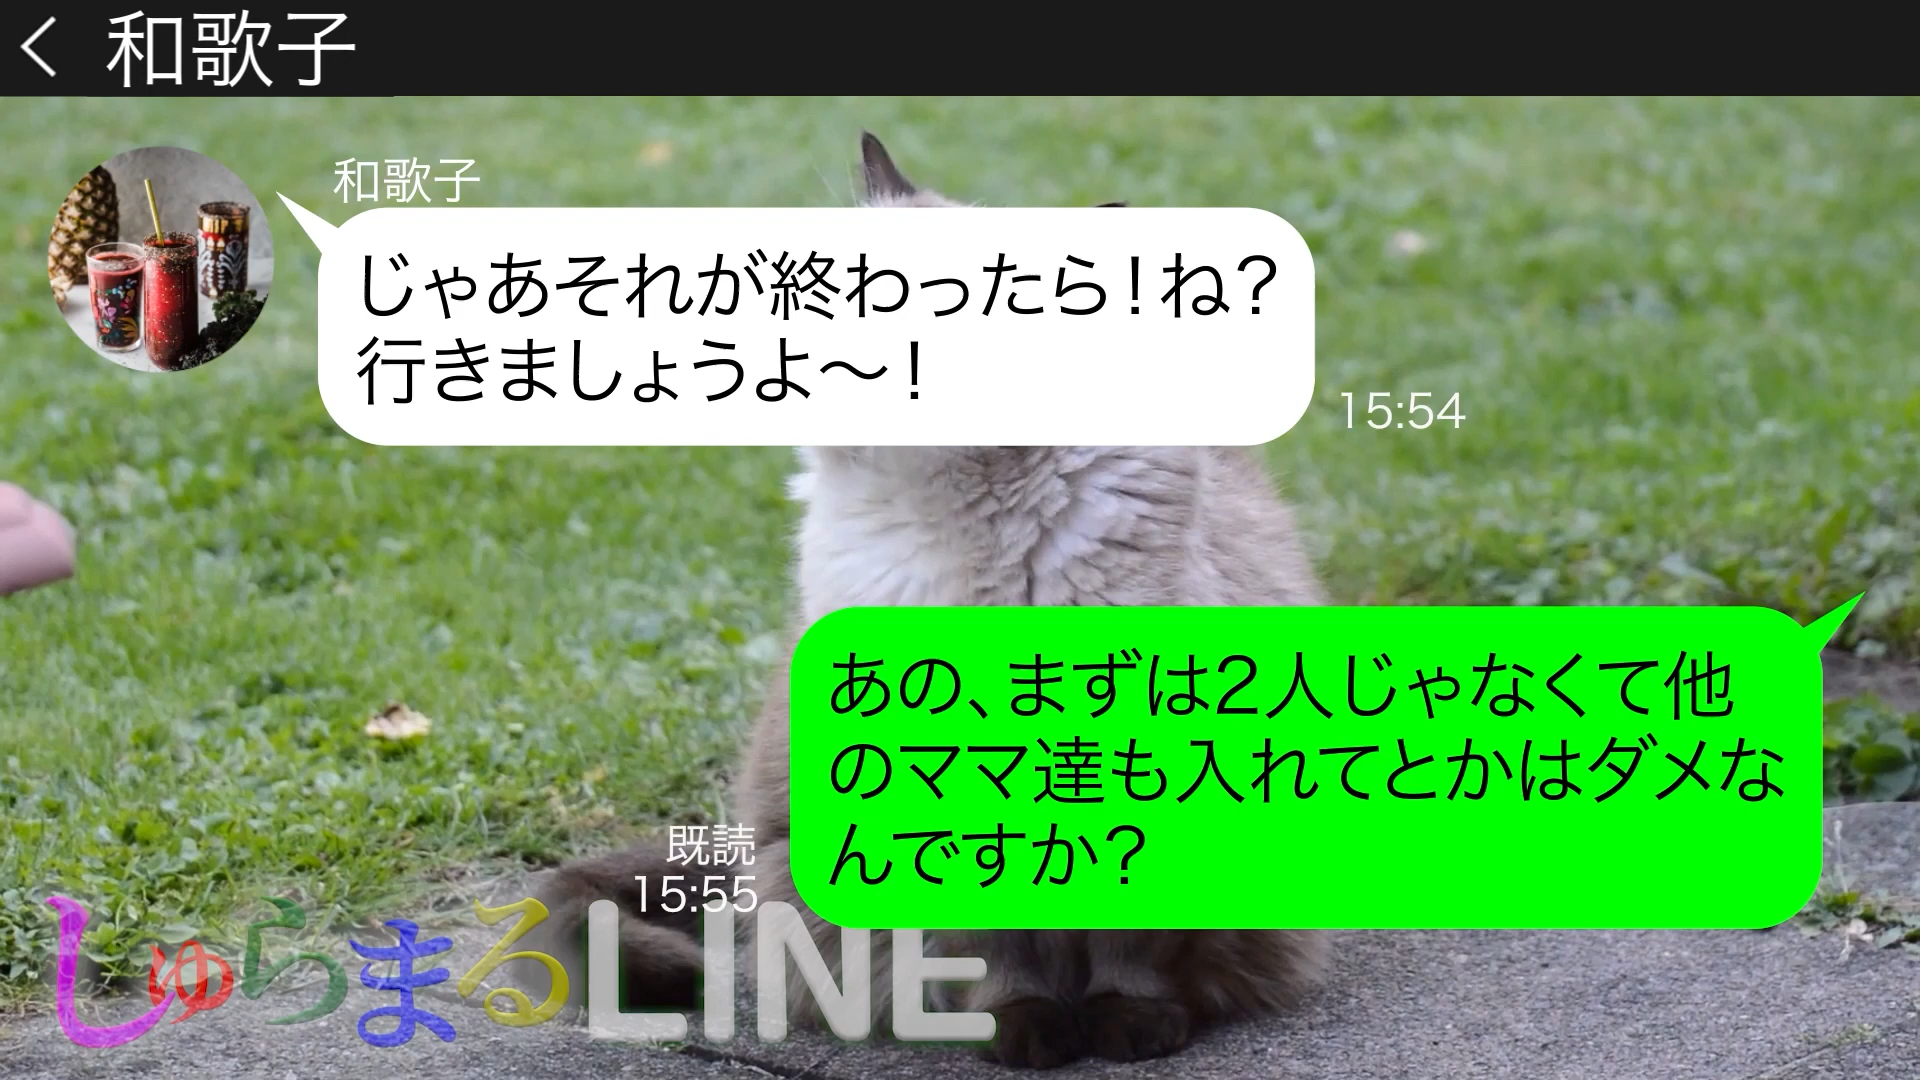 和歌子
和歌子
じゃあそれが終わったら！ね？
行きましょうよ～！
15:54
あの、まずは2人じゃなくて他
のママ達も入れてとかはダメな
んですか？
既読
15:55
しゅらまるLINE